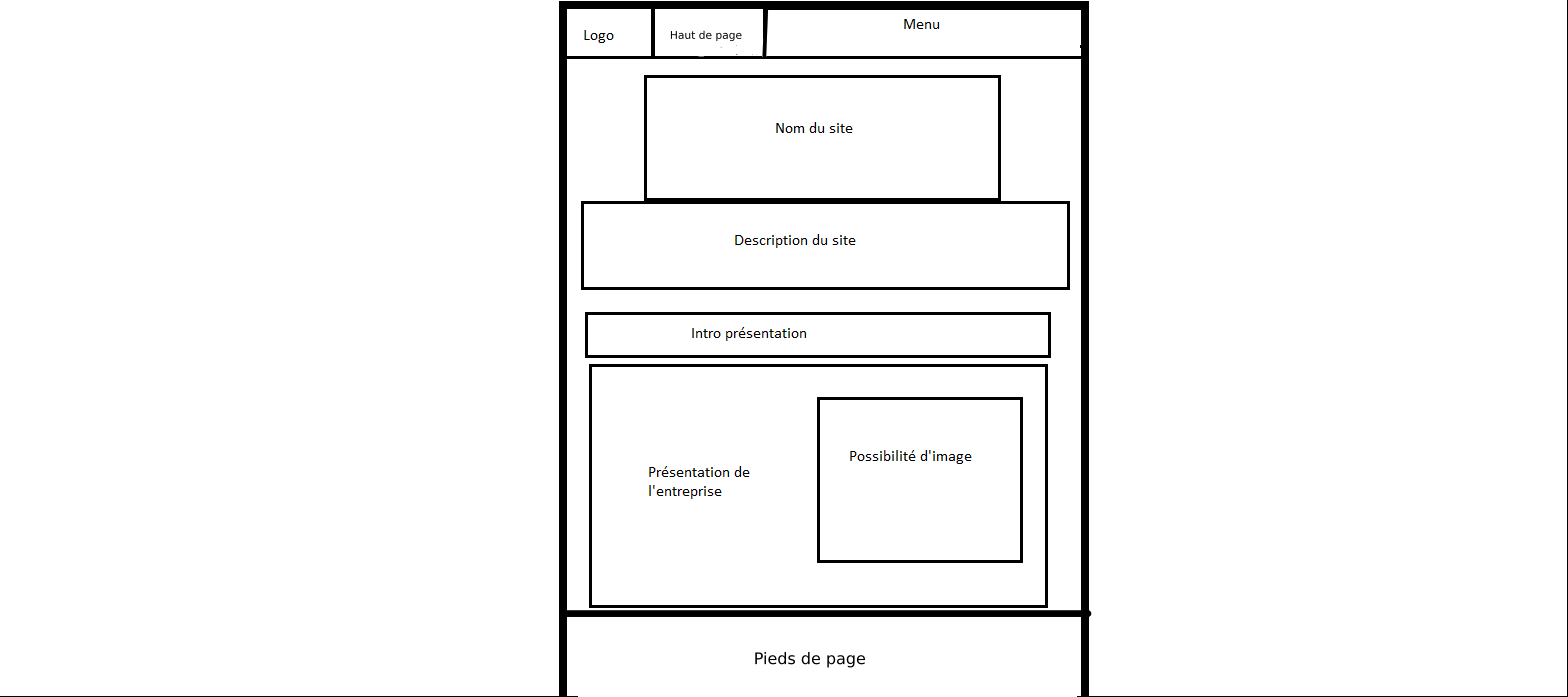 Logo
Haut de page
Menu
Nom du site
Description du site
Intro présentation
Présentation de
l'entreprise
Possibilité d'image
Pieds de page